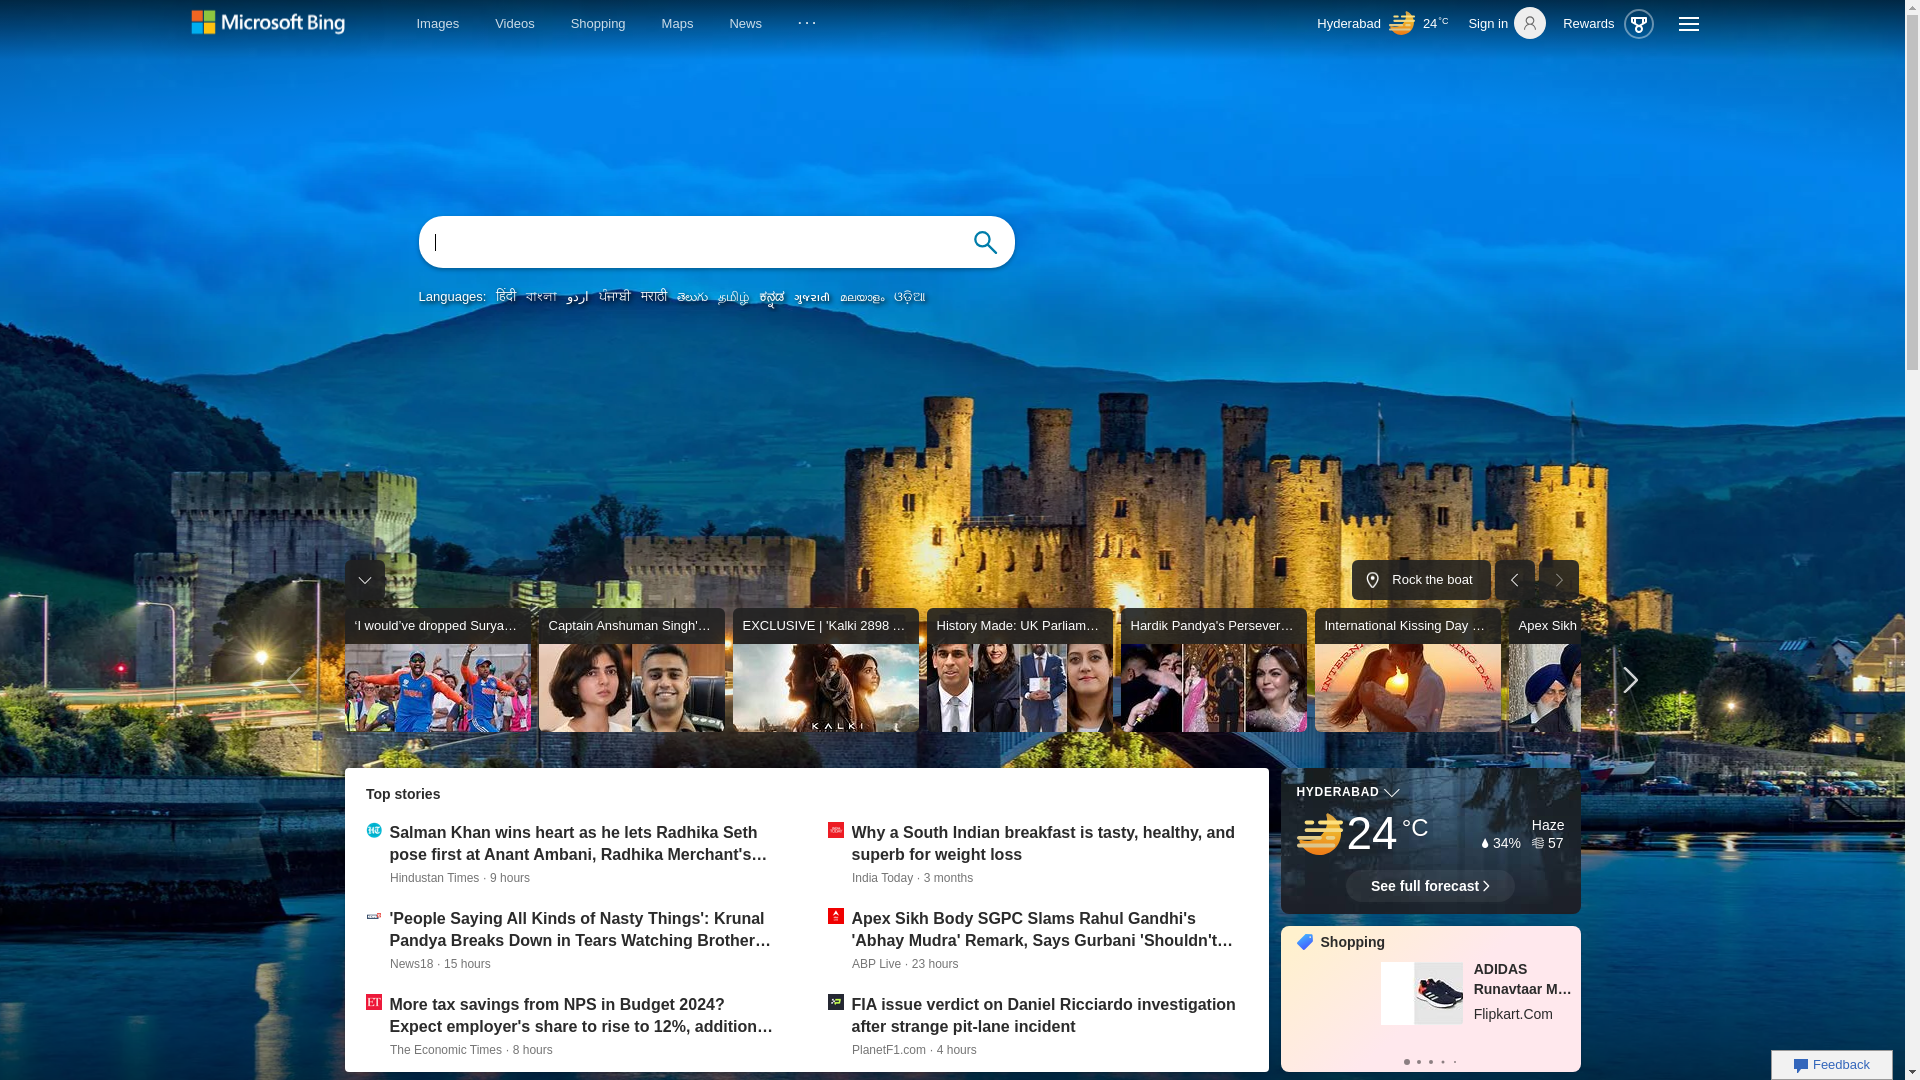 Microsoft Bing
Images
Videos
Shopping
Maps
News
...
Hyderabad
24°C
Sign in
Rewards
Languages: हिंदी বাংলা اردو ਪੰਜਾਬੀ मराठी తెలుగు தமிழ் ಕನ್ನಡ ગુજરાતી മലയാളം ଓଡ଼ିଆ
Rock the boat
‘I would’ve dropped Surya…
Captain Anshuman Singh'…
EXCLUSIVE | 'Kalki 2898 …
History Made: UK Parliam…
Hardik Pandya's Persever…
International Kissing Day …
Apex Sikh
KALKI
Top stories
Salman Khan wins heart as he lets Radhika Seth
pose first at Anant Ambani, Radhika Merchant's…
Hindustan Times · 9 hours
Why a South Indian breakfast is tasty, healthy, and
superb for weight loss
India Today · 3 months
'People Saying All Kinds of Nasty Things': Krunal
Pandya Breaks Down in Tears Watching Brother…
News18 · 15 hours
Apex Sikh Body SGPC Slams Rahul Gandhi's
'Abhay Mudra' Remark, Says Gurbani 'Shouldn't…
ABP Live · 23 hours
More tax savings from NPS in Budget 2024?
Expect employer's share to rise to 12%, addition…
The Economic Times · 8 hours
FIA issue verdict on Daniel Ricciardo investigation
after strange pit-lane incident
PlanetF1.com · 4 hours
HYDERABAD
24 °C
Haze
34% 57
See full forecast
Shopping
ADIDAS
Runavtaar M…
Flipkart.Com
Feedback